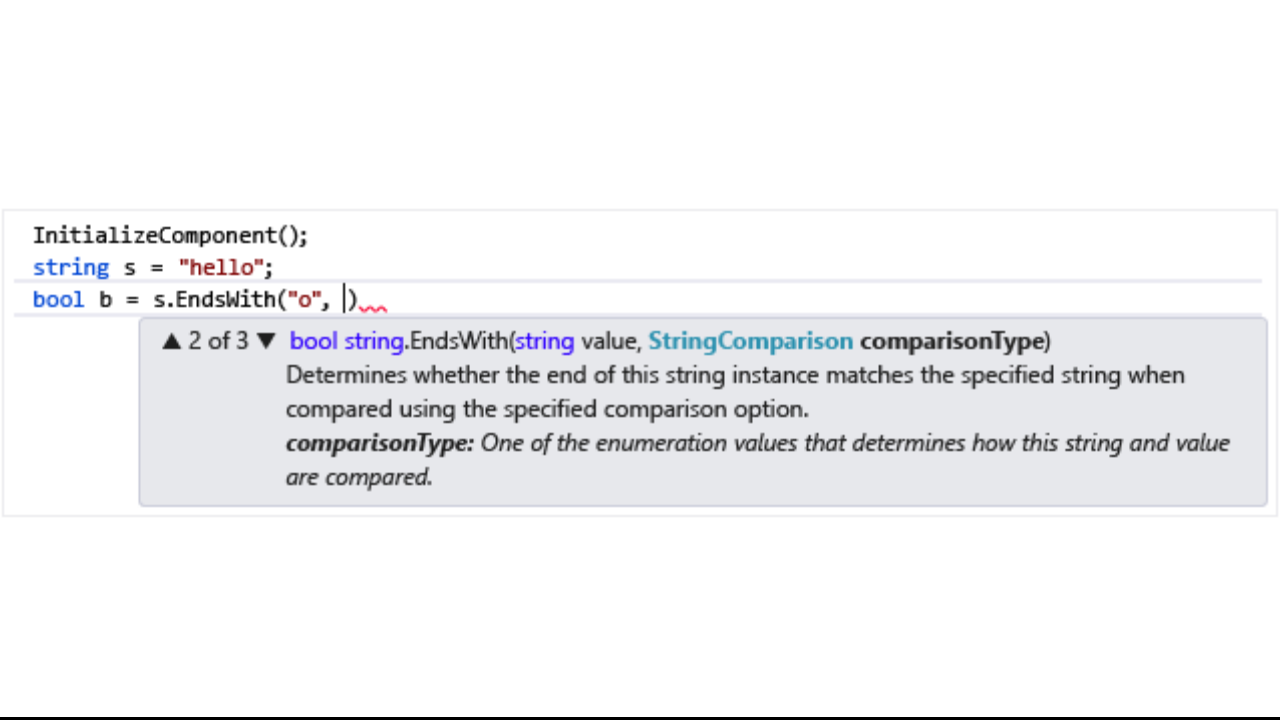 InitializeComponent();
string s = "hello";
bool b = s.EndsWith("o", )
▲ 2 of 3 ▼ bool string.EndsWith(string value, StringComparison comparisonType)
Determines whether the end of this string instance matches the specified string when
compared using the specified comparison option.
comparisonType: One of the enumeration values that determines how this string and value
are compared.